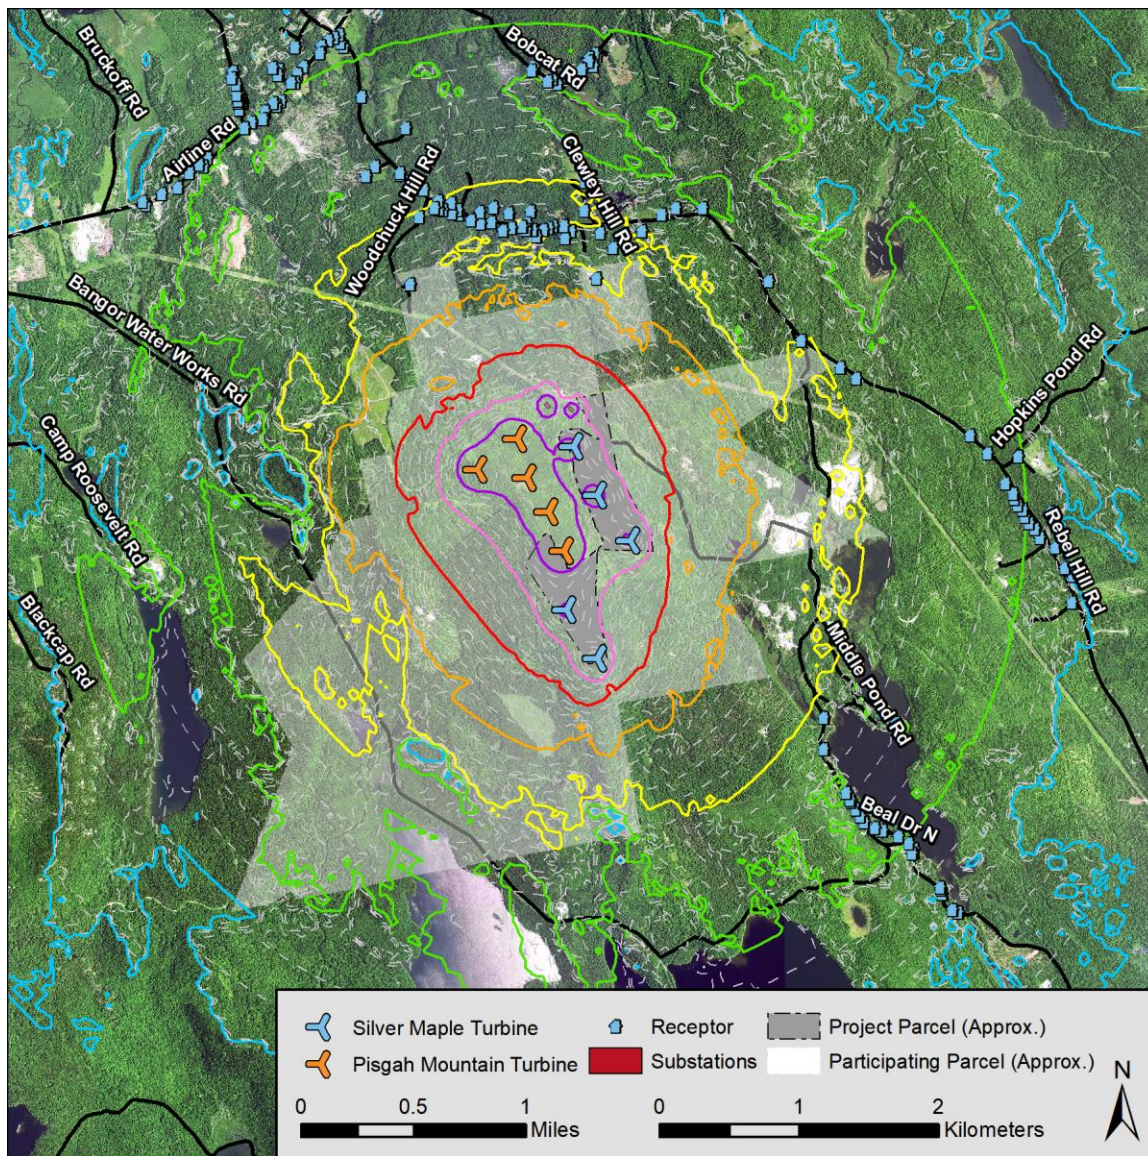 Bruckoff Rd
Bobcat Rd
Airline Rd
Clewley Hill Rd
Woodchuck Hill Rd
Bangor Water Works Rd
Hopkins Pond Rd
Camp Roosevelt Rd
Rebel Hill Rd
Blackcap Rd
Middle Pond Rd
Beal Dr N
Silver Maple Turbine
Receptor
Project Parcel (Approx.)
Pisgah Mountain Turbine
Substations
Participating Parcel (Approx.)
N
0 0.5 1
Miles
0 1 2
Kilometers